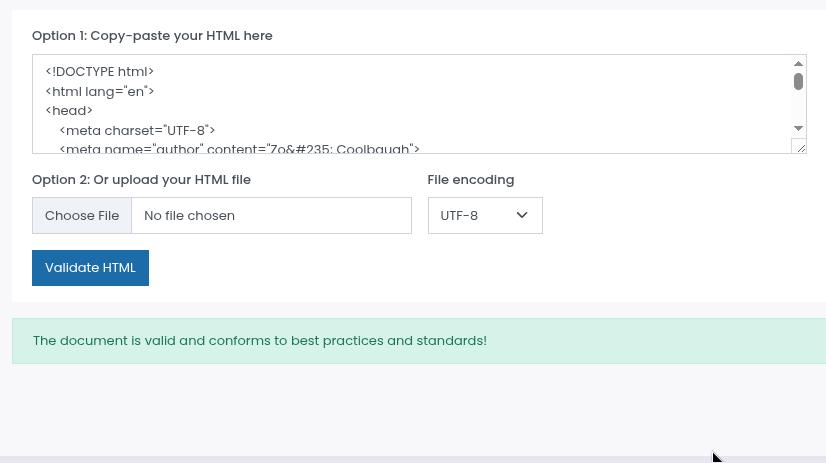 Option 1: Copy-paste your HTML here
<!DOCTYPE html>
<html lang="en">
<head>
<meta charset="UTF-8">
<meta name="author" content="Zo&#235; Coolbaugh">
Option 2: Or upload your HTML file
File encoding
Choose File No file chosen
UTF-8
Validate HTML
The document is valid and conforms to best practices and standards!